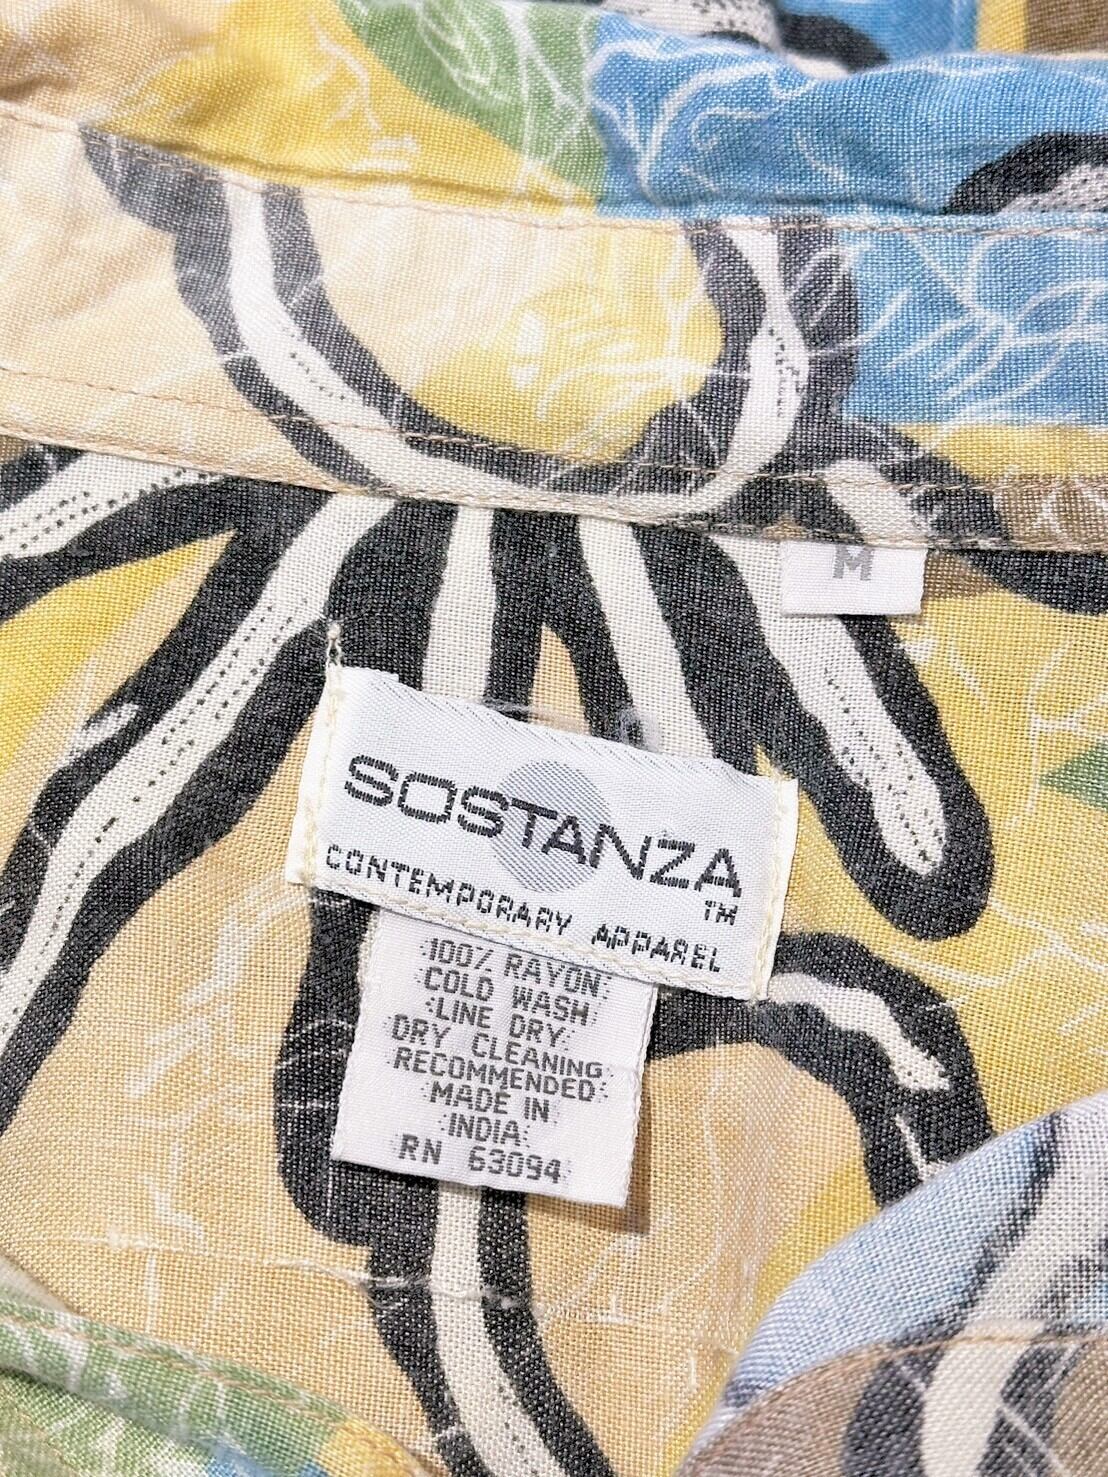 M
SOSTANZA
TM
CONTEMPORARY APPAREL
100% RAYON
COLD WASH
LINE DRY
DRY CLEANING
RECOMMENDED
MADE IN
INDIA
RN 63094